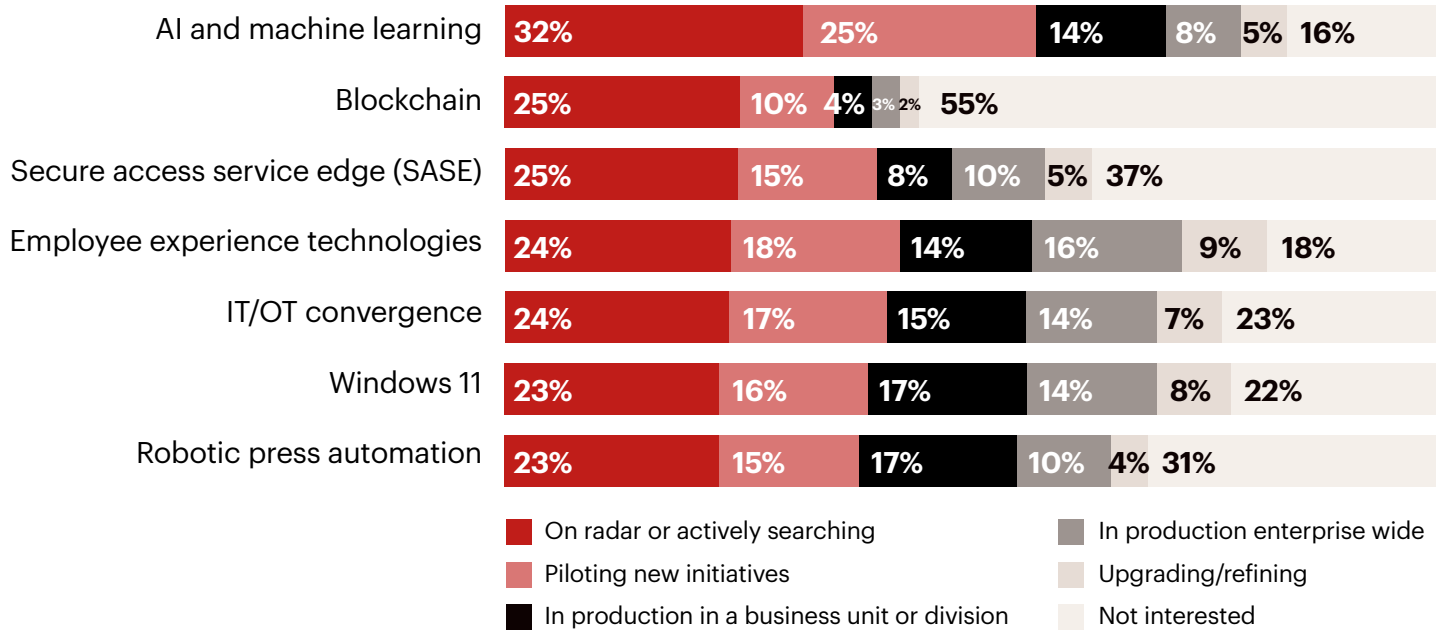 AI and machine learning 32% 25% 14% 8% 5% 16%
Blockchain 25% 10% 4% 3% 2% 55%
Secure access service edge (SASE) 25% 15% 8% 10% 5% 37%
Employee experience technologies 24% 18% 14% 16% 9% 18%
IT/OT convergence 24% 17% 15% 14% 7% 23%
Windows 11 23% 16% 17% 14% 8% 22%
Robotic press automation 23% 15% 17% 10% 4% 31%
On radar or actively searching
Piloting new initiatives
In production in a business unit or division
In production enterprise wide
Upgrading/refining
Not interested